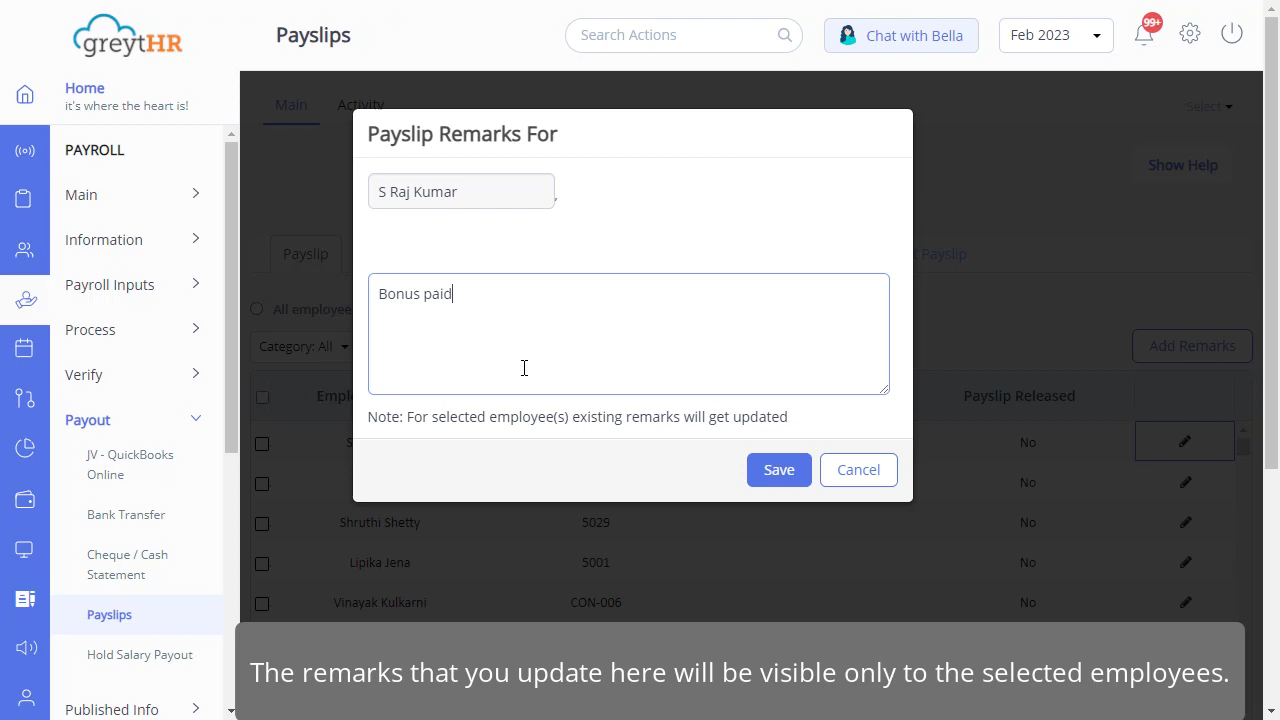 greytHR
Payslips
Search Actions
Chat with Bella
Feb 2023
99+
Home
it's where the heart is!
PAYROLL
Main
Information
Payroll Inputs
Process
Verify
Payout
JV - QuickBooks
Online
Bank Transfer
Cheque / Cash
Statement
Payslips
Hold Salary Payout
Published Info
Main
Activity
Select
Show Help
Payslip
Payslip
All employee
Category: All
Add Remarks
Payslip Remarks For
S Raj Kumar
,
Bonus paid
Note: For selected employee(s) existing remarks will get updated
Save
Cancel
Payslip Released
No
No
Shruthi Shetty 5029 No
Lipika Jena 5001 No
Vinayak Kulkarni CON-006 No
The remarks that you update here will be visible only to the selected employees.